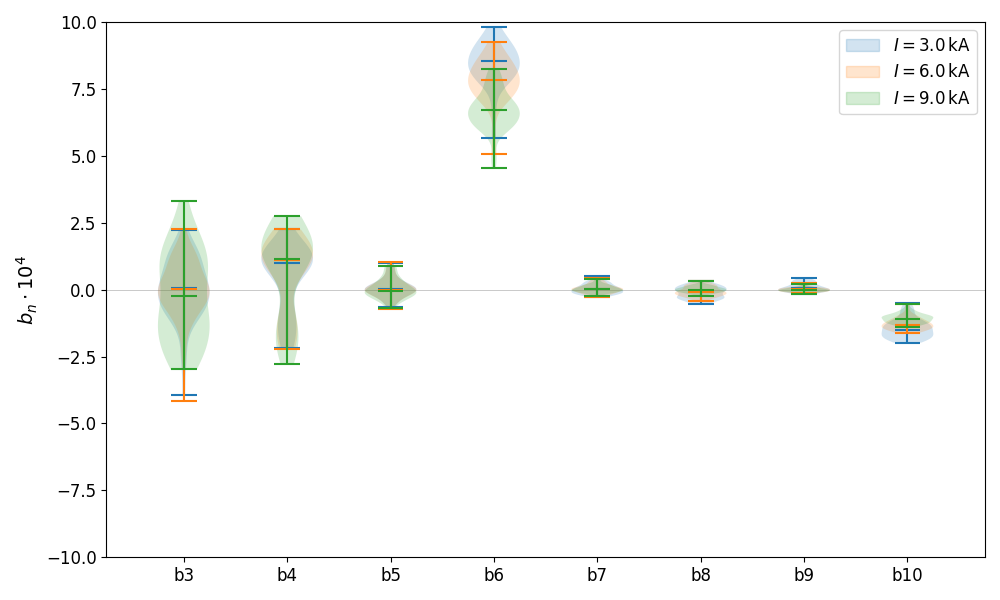 10.0
7.5
5.0
2.5
0.0
−2.5
−5.0
−7.5
−10.0
b_n · 10^4
b3 b4 b5 b6 b7 b8 b9 b10
I = 3.0 kA
I = 6.0 kA
I = 9.0 kA